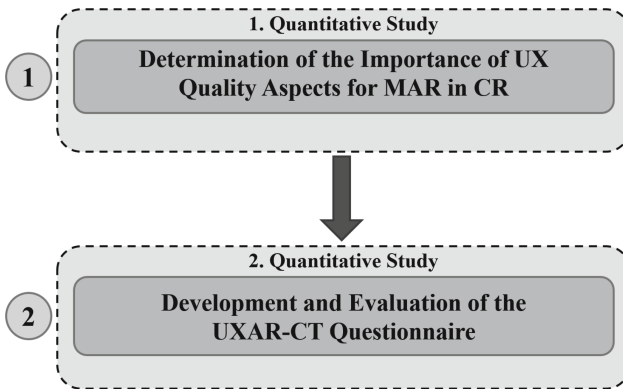 1. Quantitative Study
1
Determination of the Importance of UX
Quality Aspects for MAR in CR
2. Quantitative Study
2
Development and Evaluation of the
UXAR-CT Questionnaire